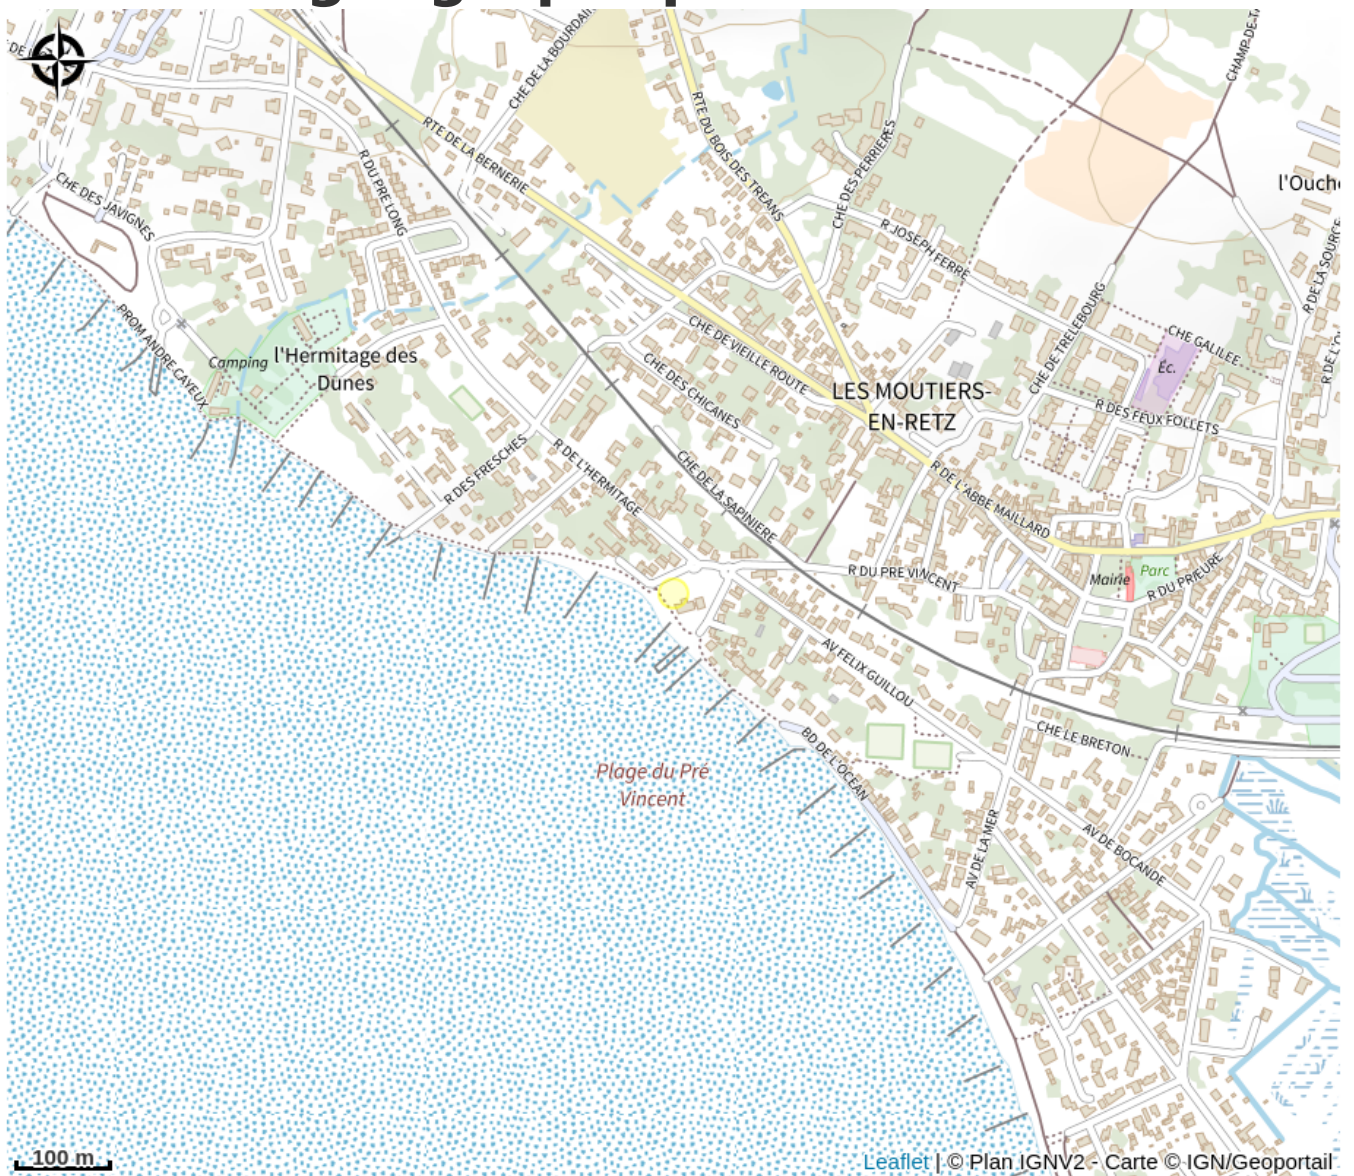 CHE DE LA BOURDAIN
RTE DU BOIS DES TREANS
CHE DES PERRIERES
CHAMP-DE-T
RTE DE LA BERNERIE
R DU PRE LONG
CHE DES JAVIGNES
R JOSEPH FERRE
l'Ouche
R DE LA SOURCE
PROM ANDRE CAYEUX
Camping
l'Hermitage des
Dunes
CHE DE VIEILLE ROUTE
CHE DES CHICANES
LES MOUTIERS-
EN-RETZ
CHE DE TRELEBOURG
CHE GALILEE
Éc.
R DES FEUX FOLLETS
R DES FRESCHES
R DE L'HERMITAGE
CHE DE LA SAPINIERE
R DE L'ABBE MAILLARD
R DU PRE VINCENT
Mairie
Parc
R DU PRIEURE
AV FELIX GUILLOU
CHE LE BRETON
BD DE L'OCEAN
Plage du Pré
Vincent
AV DE LA MER
AV DE BOCANDE
100 m
Leaflet | © Plan IGNV2 - Carte © IGN/Geoportail